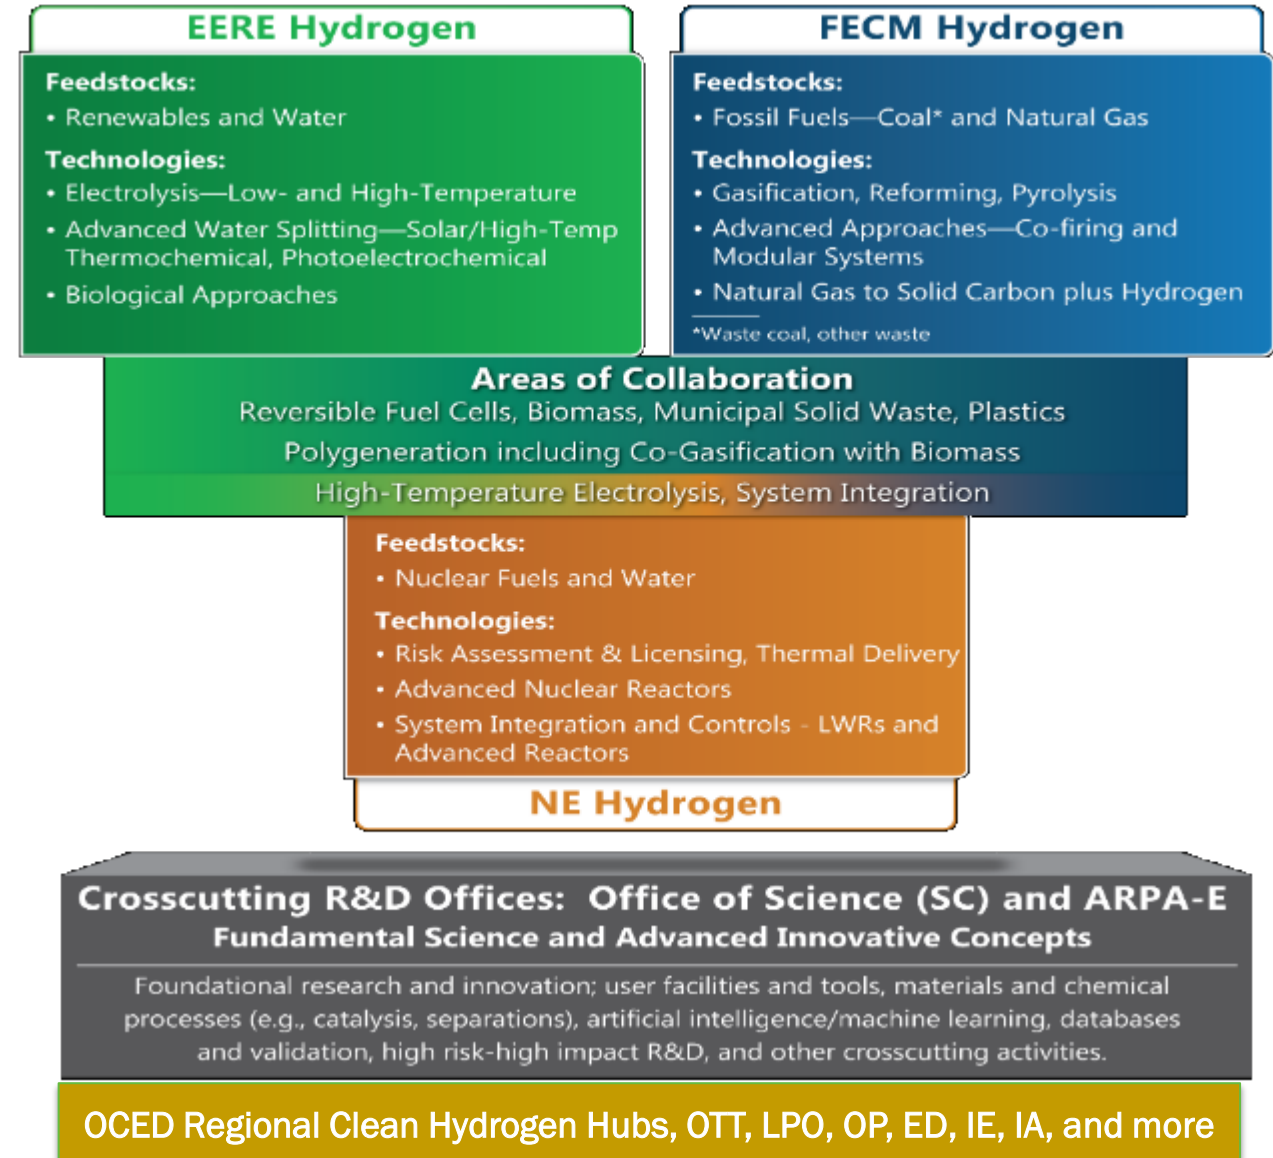 EERE Hydrogen
Feedstocks:
• Renewables and Water
Technologies:
• Electrolysis—Low- and High-Temperature
• Advanced Water Splitting—Solar/High-Temp
Thermochemical, Photoelectrochemical
• Biological Approaches
FECM Hydrogen
Feedstocks:
• Fossil Fuels—Coal* and Natural Gas
Technologies:
• Gasification, Reforming, Pyrolysis
• Advanced Approaches—Co-firing and
Modular Systems
• Natural Gas to Solid Carbon plus Hydrogen
*Waste coal, other waste
Areas of Collaboration
Reversible Fuel Cells, Biomass, Municipal Solid Waste, Plastics
Polygeneration including Co-Gasification with Biomass
High-Temperature Electrolysis, System Integration
Feedstocks:
• Nuclear Fuels and Water
Technologies:
• Risk Assessment & Licensing, Thermal Delivery
• Advanced Nuclear Reactors
• System Integration and Controls - LWRs and
Advanced Reactors
NE Hydrogen
Crosscutting R&D Offices: Office of Science (SC) and ARPA-E
Fundamental Science and Advanced Innovative Concepts
Foundational research and innovation; user facilities and tools, materials and chemical
processes (e.g., catalysis, separations), artificial intelligence/machine learning, databases
and validation, high risk-high impact R&D, and other crosscutting activities.
OCED Regional Clean Hydrogen Hubs, OTT, LPO, OP, ED, IE, IA, and more